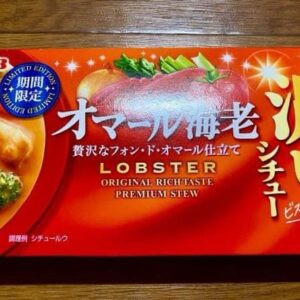 LIMITED EDITION
期間
限定
LIMITED EDITION
オマール海老
贅沢なフォン・ド・オマール仕立て
LOBSTER
ORIGINAL RICH TASTE
PREMIUM STEW
シチュー
調理例 シチュールウ